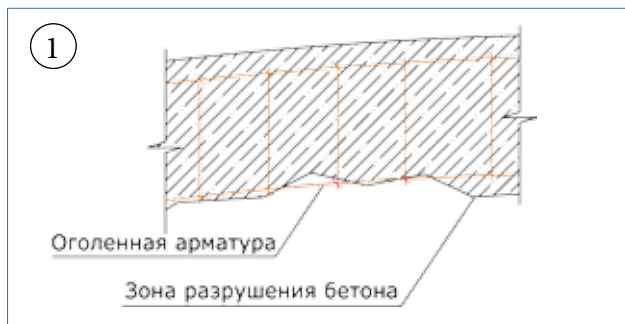 1
Оголенная арматура
Зона разрушения бетона